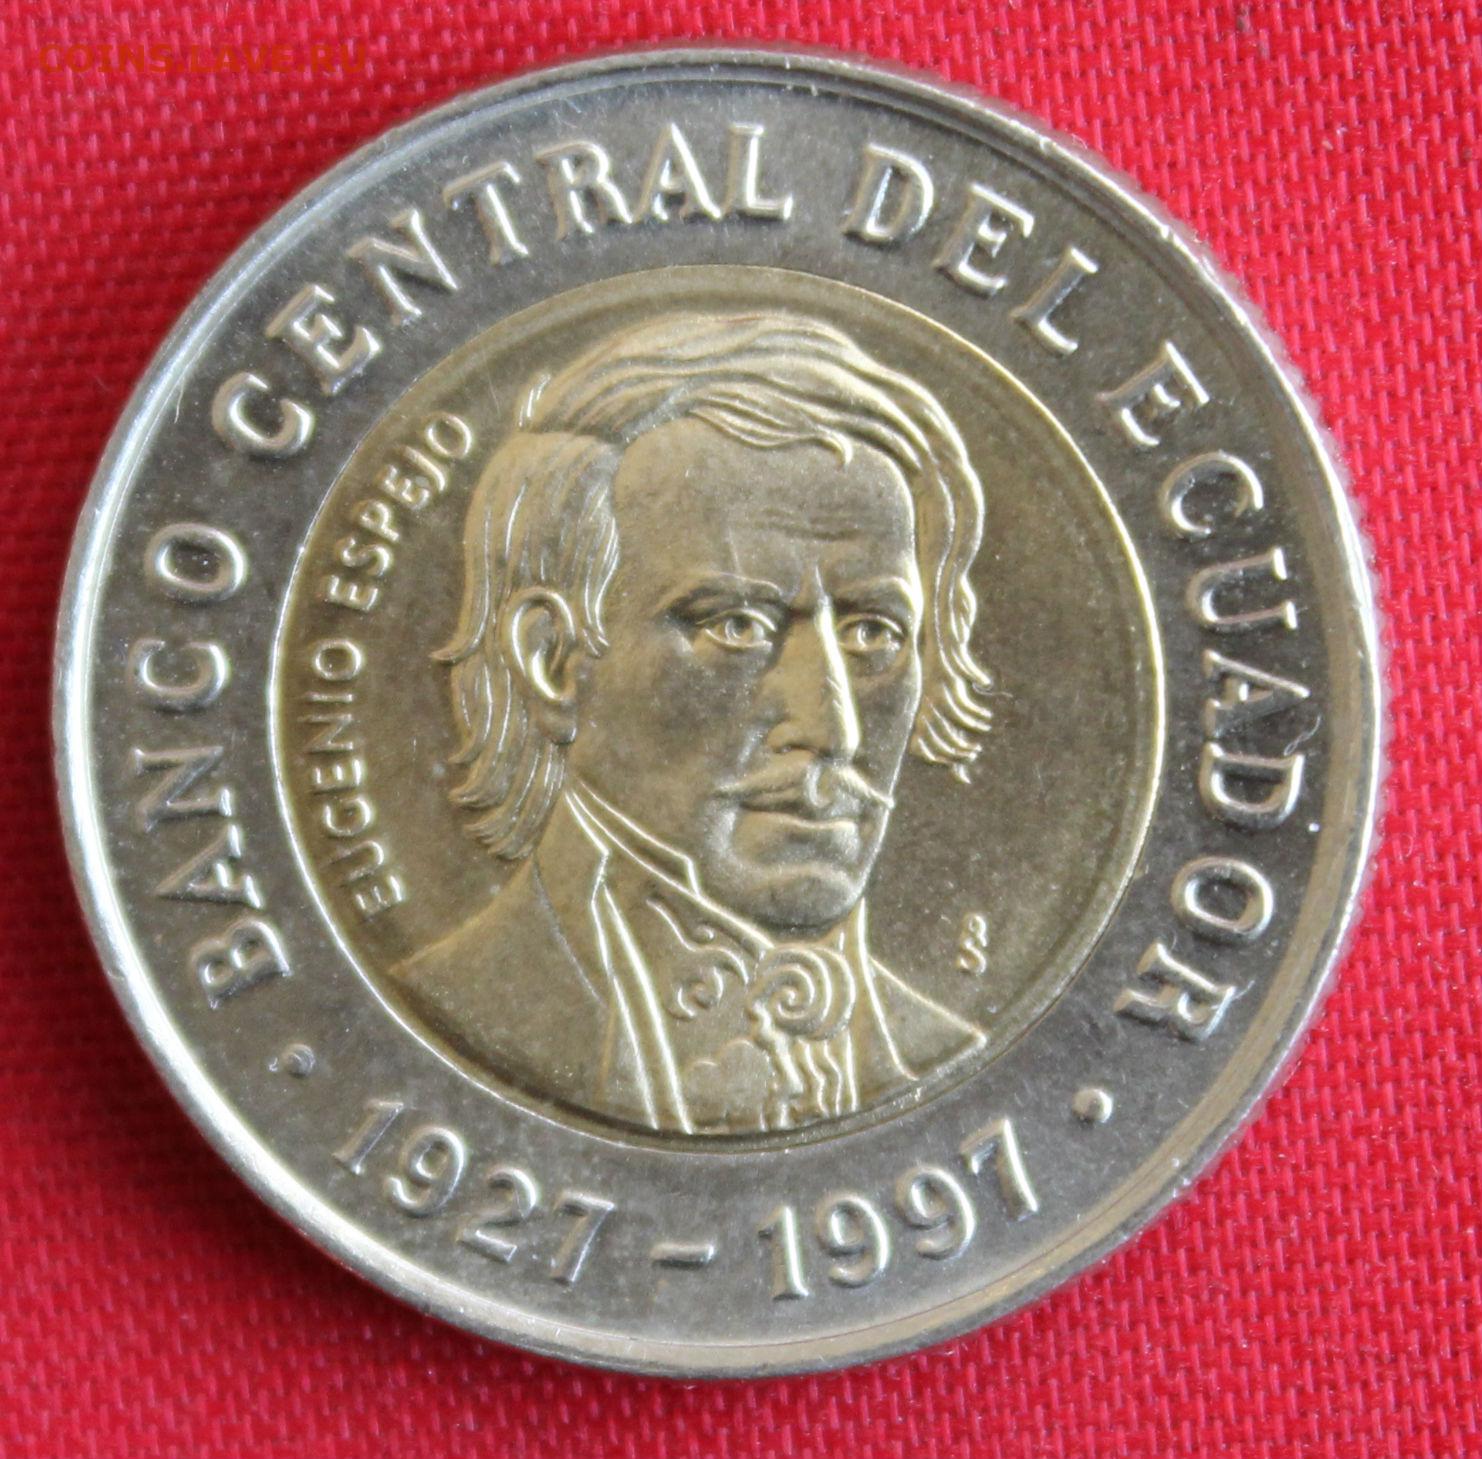 COINS.LAVE.RU
BANCO CENTRAL DEL ECUADOR
EUGENIO ESPEJO
• 1927 - 1997 •